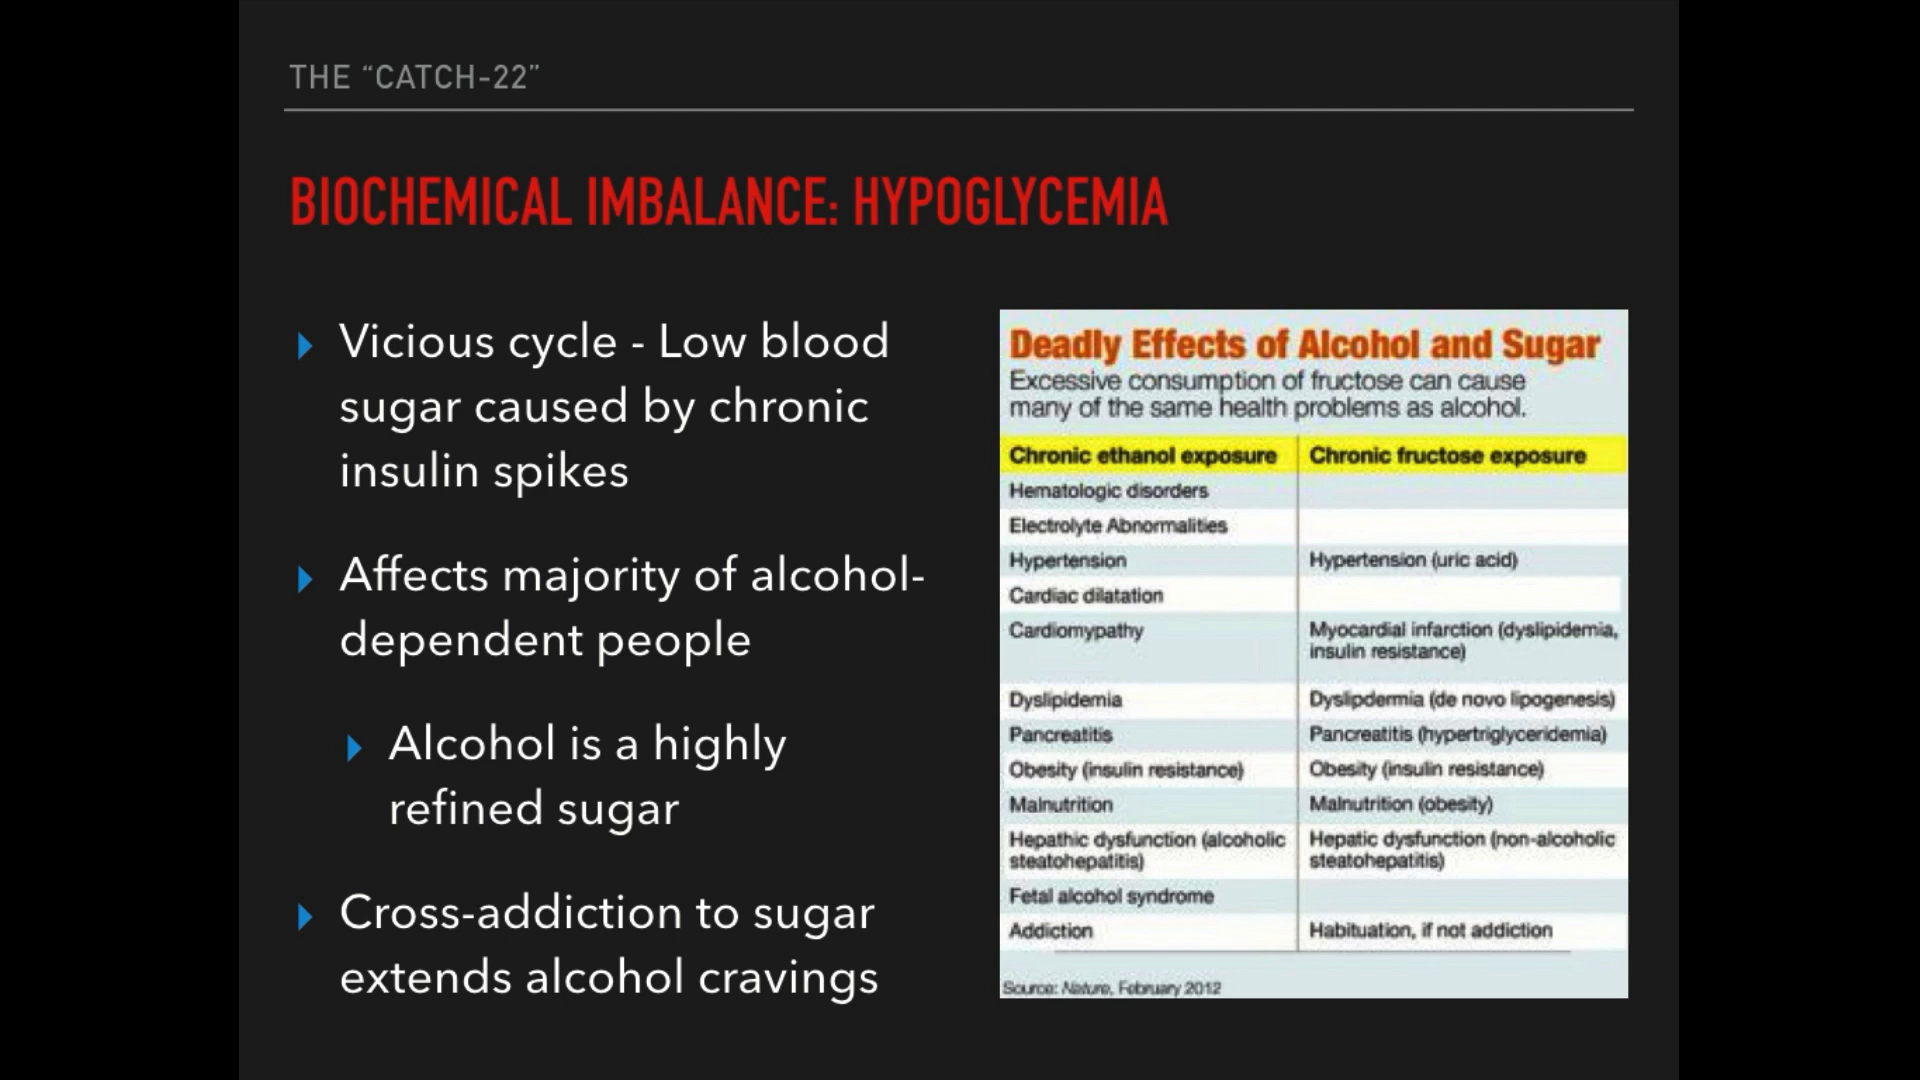 THE “CATCH-22”
BIOCHEMICAL IMBALANCE: HYPOGLYCEMIA
Vicious cycle - Low blood
sugar caused by chronic
insulin spikes
Affects majority of alcohol-
dependent people
Alcohol is a highly
refined sugar
Cross-addiction to sugar
extends alcohol cravings
Deadly Effects of Alcohol and Sugar
Excessive consumption of fructose can cause
many of the same health problems as alcohol.
Chronic ethanol exposure Chronic fructose exposure
Hematologic disorders
Electrolyte Abnormalities
Hypertension Hypertension (uric acid)
Cardiac dilatation
Cardiomypathy Myocardial infarction (dyslipidemia,
insulin resistance)
Dyslipidemia Dyslipdermia (de novo lipogenesis)
Pancreatitis Pancreatitis (hypertriglyceridemia)
Obesity (insulin resistance) Obesity (insulin resistance)
Malnutrition Malnutrition (obesity)
Hepathic dysfunction (alcoholic Hepatic dysfunction (non-alcoholic
steatohepatitis) steatohepatitis)
Fetal alcohol syndrome
Addiction Habituation, if not addiction
Source: Nature, February 2012